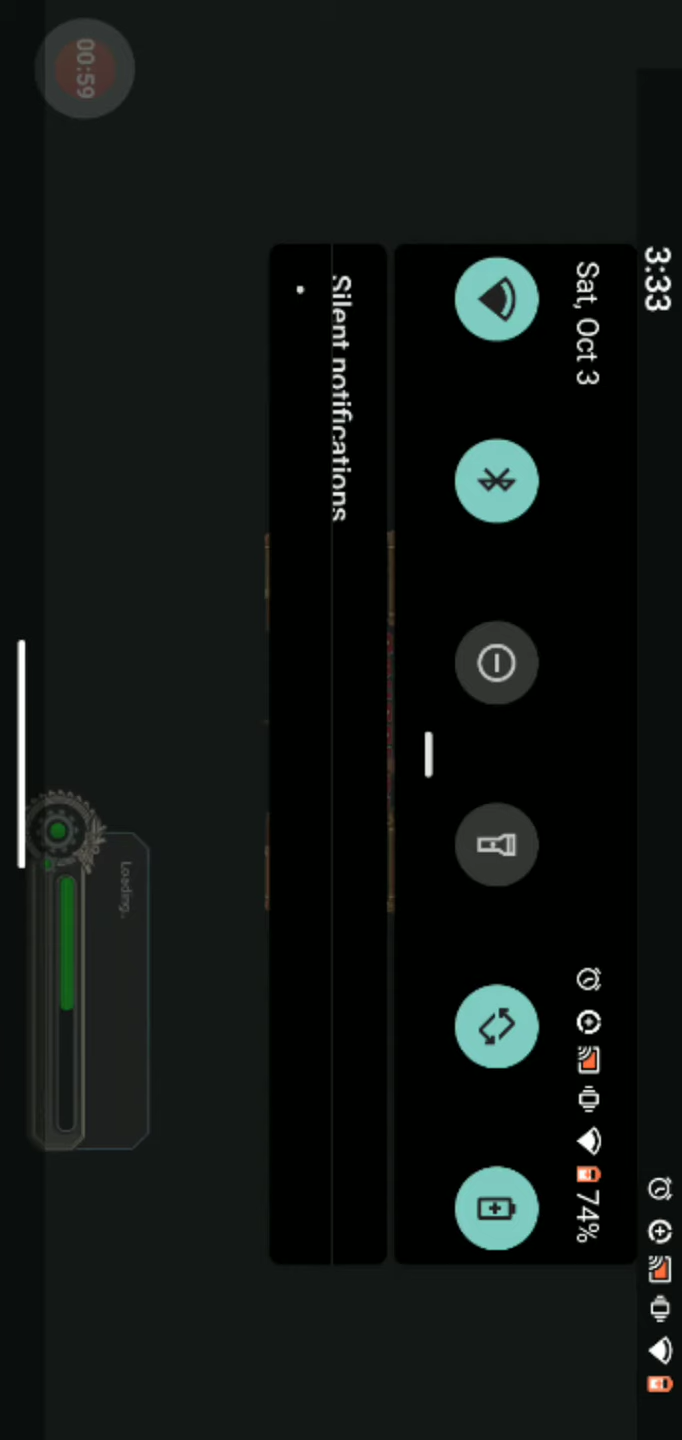 3:33
Sat, Oct 3
74%
Silent notifications
Loading.
00:59